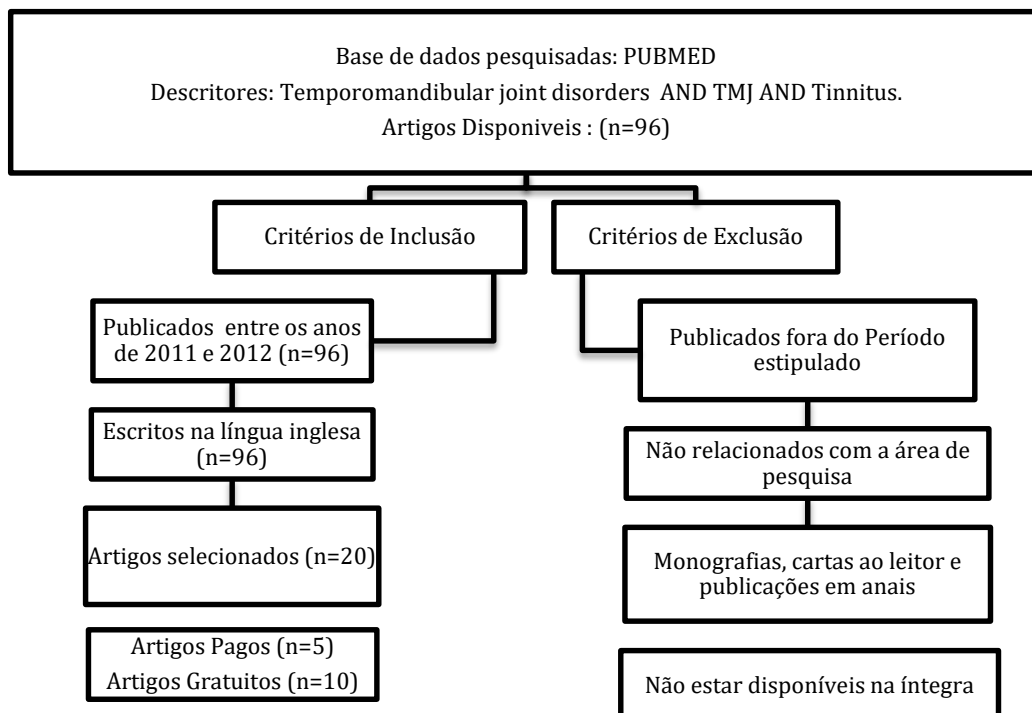 Base de dados pesquisadas: PUBMED
Descritores: Temporomandibular joint disorders AND TMJ AND Tinnitus.
Artigos Disponiveis : (n=96)
Critérios de Inclusão
Critérios de Exclusão
Publicados entre os anos
de 2011 e 2012 (n=96)
Escritos na língua inglesa
(n=96)
Artigos selecionados (n=20)
Artigos Pagos (n=5)
Artigos Gratuitos (n=10)
Publicados fora do Período
estipulado
Não relacionados com a área de
pesquisa
Monografias, cartas ao leitor e
publicações em anais
Não estar disponíveis na íntegra